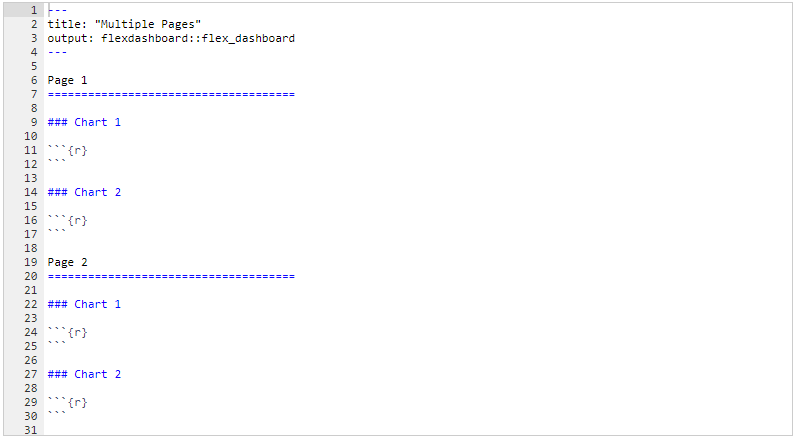 1 ---
2 title: "Multiple Pages"
3 output: flexdashboard::flex_dashboard
4 ---
5
6 Page 1
7 =====================================
8
9 ### Chart 1
10
11 ```{r}
12 ```
13
14 ### Chart 2
15
16 ```{r}
17 ```
18
19 Page 2
20 =====================================
21
22 ### Chart 1
23
24 ```{r}
25 ```
26
27 ### Chart 2
28
29 ```{r}
30 ```
31